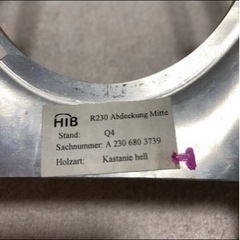 HIB R230 Abdeckung Mitte
Stand: Q4
Sachnummer: A 230 680 3739
Holzart: Kastanie hell